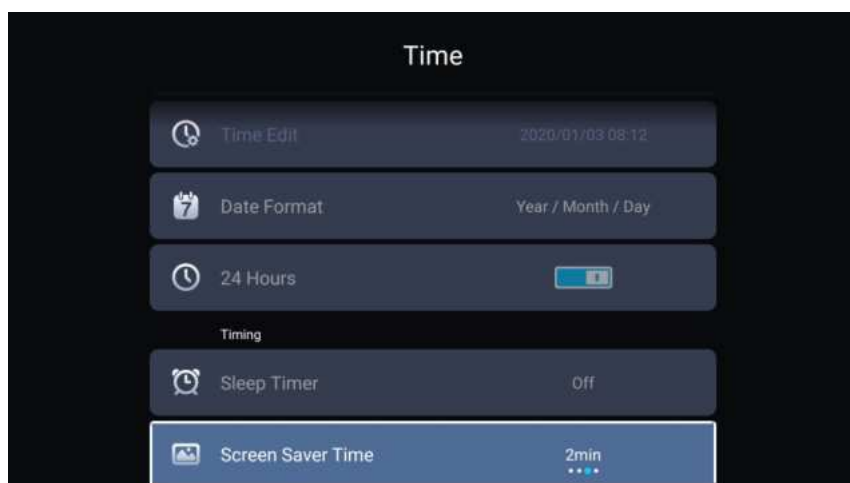 Time
Time Edit 2020/01/03 08:12
7 Date Format Year / Month / Day
24 Hours
Timing
Sleep Timer Off
Screen Saver Time 2min